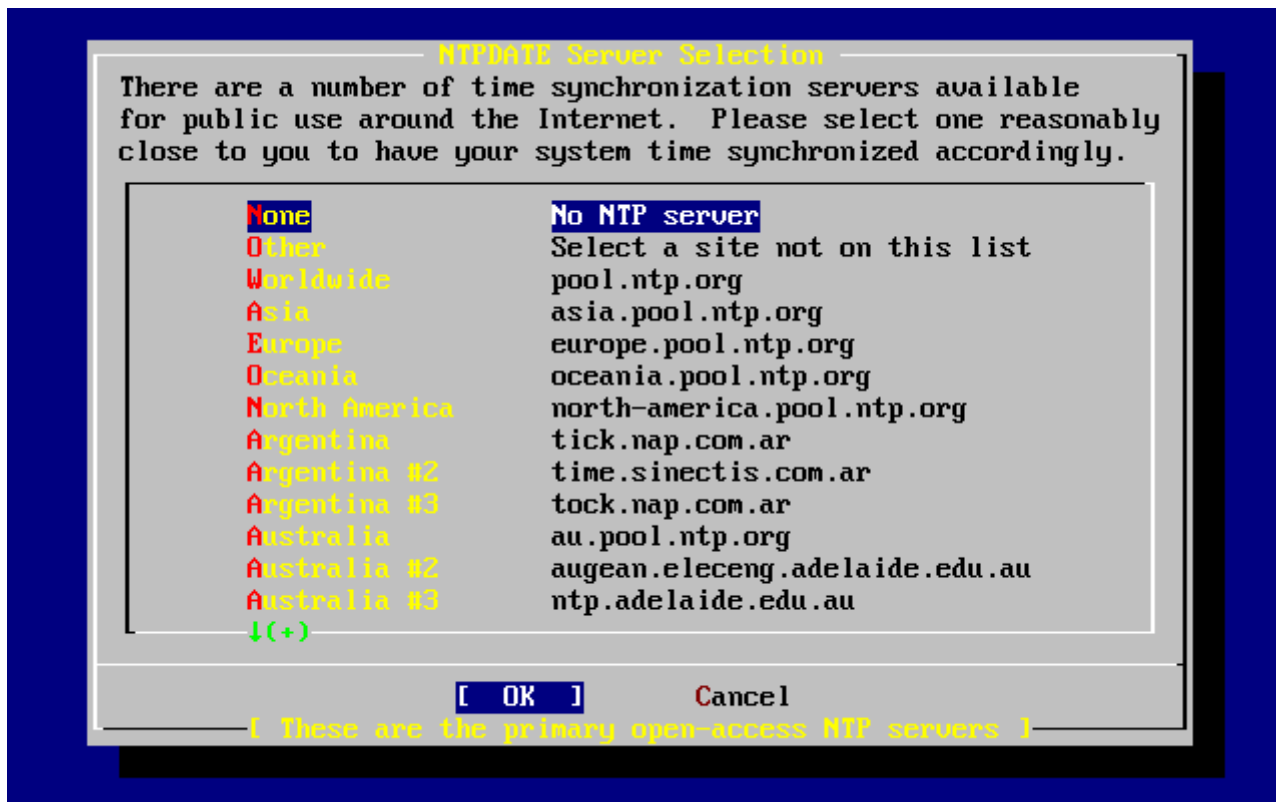 NTPDATE Server Selection
There are a number of time synchronization servers available
for public use around the Internet.  Please select one reasonably
close to you to have your system time synchronized accordingly.
None No NTP server
Other Select a site not on this list
Worldwide pool.ntp.org
Asia asia.pool.ntp.org
Europe europe.pool.ntp.org
Oceania oceania.pool.ntp.org
North America north-america.pool.ntp.org
Argentina tick.nap.com.ar
Argentina #2 time.sinectis.com.ar
Argentina #3 tock.nap.com.ar
Australia au.pool.ntp.org
Australia #2 augean.eleceng.adelaide.edu.au
Australia #3 ntp.adelaide.edu.au
↓(+)
[ OK ] Cancel
[ These are the primary open-access NTP servers ]